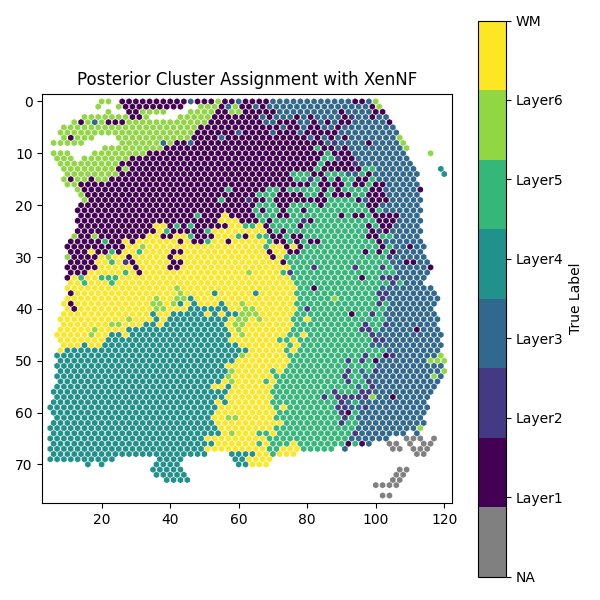 Posterior Cluster Assignment with XenNF
0
10
20
30
40
50
60
70
20
40
60
80
100
120
WM
Layer6
Layer5
Layer4
Layer3
Layer2
Layer1
NA
True Label